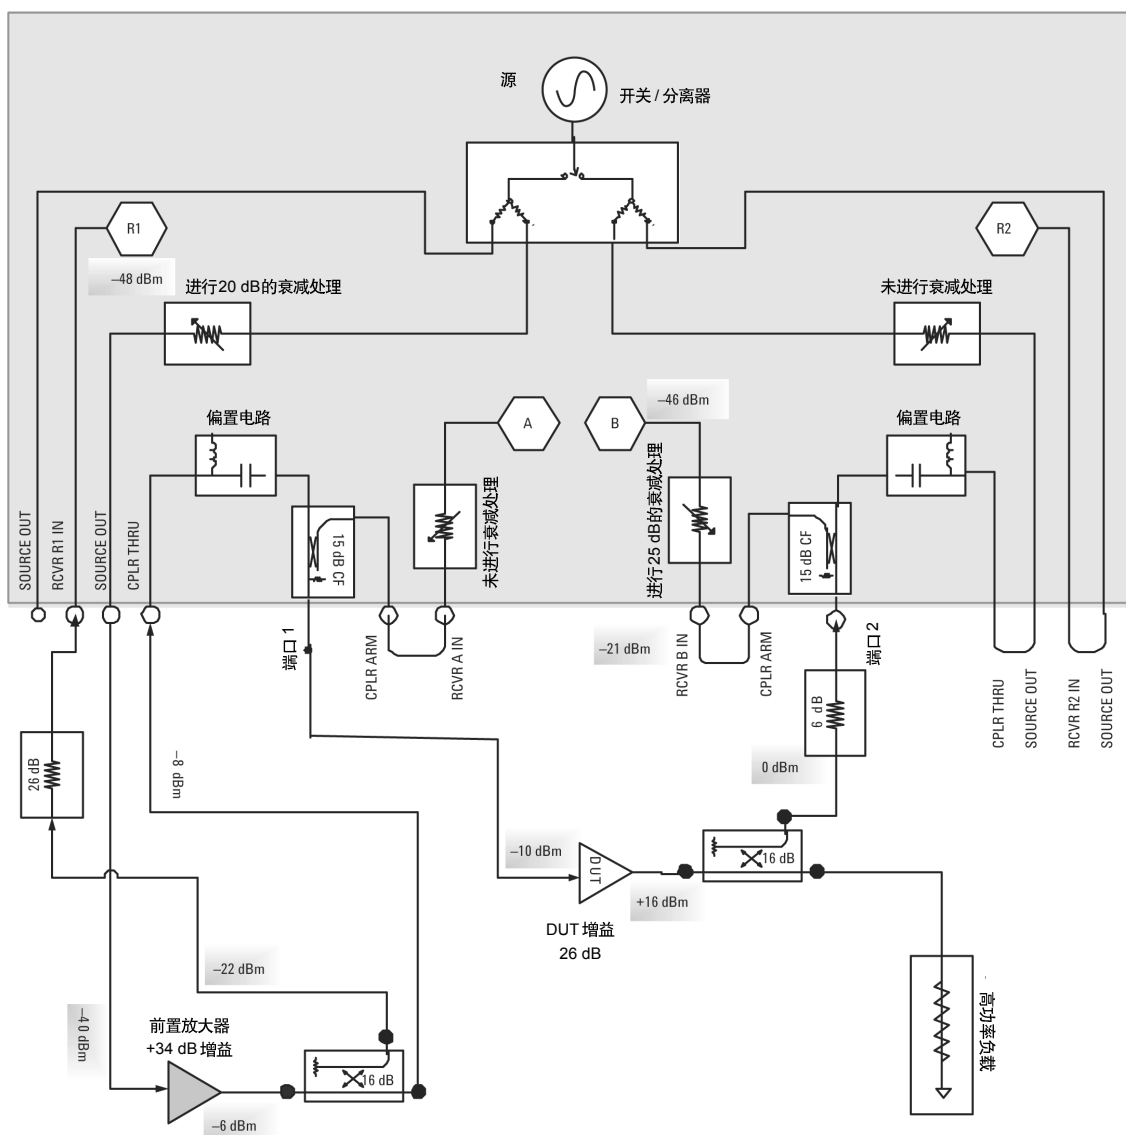 源
开关 / 分离器
R1
R2
–48 dBm
进行20 dB的衰减处理
未进行衰减处理
A
B
–46 dBm
偏置电路
偏置电路
SOURCE OUT
RCVR R1 IN
SOURCE OUT
CPLR THRU
15 dB CF
未进行衰减处理
进行25 dB的衰减处理
15 dB CF
端口 1
CPLR ARM
RCVR A IN
–21 dBm
RCVR B IN
CPLR ARM
端口 2
CPLR THRU
SOURCE OUT
RCVR R2 IN
SOURCE OUT
6 dB
26 dB
–8 dBm
0 dBm
–10 dBm
DUT
16 dB
+16 dBm
DUT 增益
26 dB
–22 dBm
–4 0 dBm
前置放大器
+34 dB 增益
16 dB
–6 dBm
高功率负载